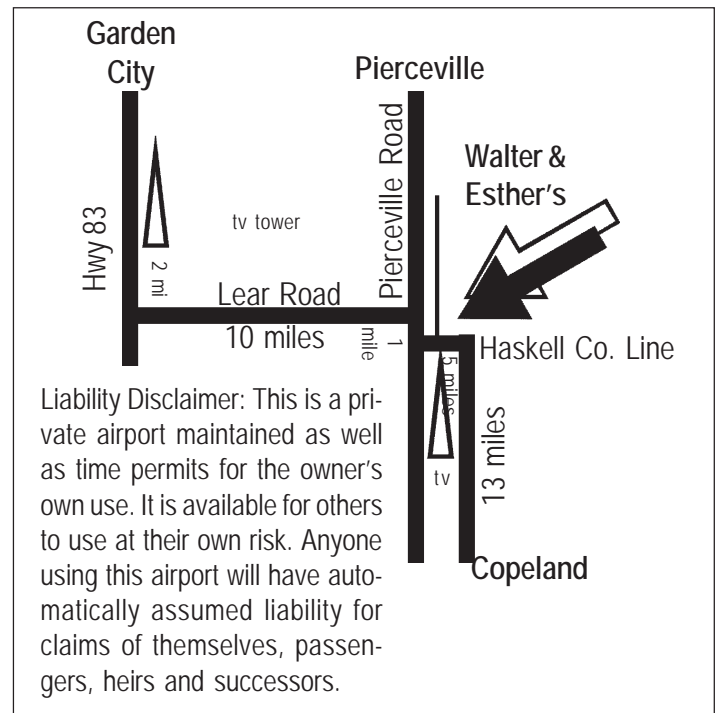 Garden
City
Pierceville
Walter &
Esther's
Pierceville Road
Hwy 83
tv tower
2 mi
Lear Road
10 miles
1
mile
Haskell Co. Line
5 miles
tv
13 miles
Copeland
Liability Disclaimer: This is a pri-
vate airport maintained as well
as time permits for the owner's
own use. It is available for others
to use at their own risk. Anyone
using this airport will have auto-
matically assumed liability for
claims of themselves, passen-
gers, heirs and successors.